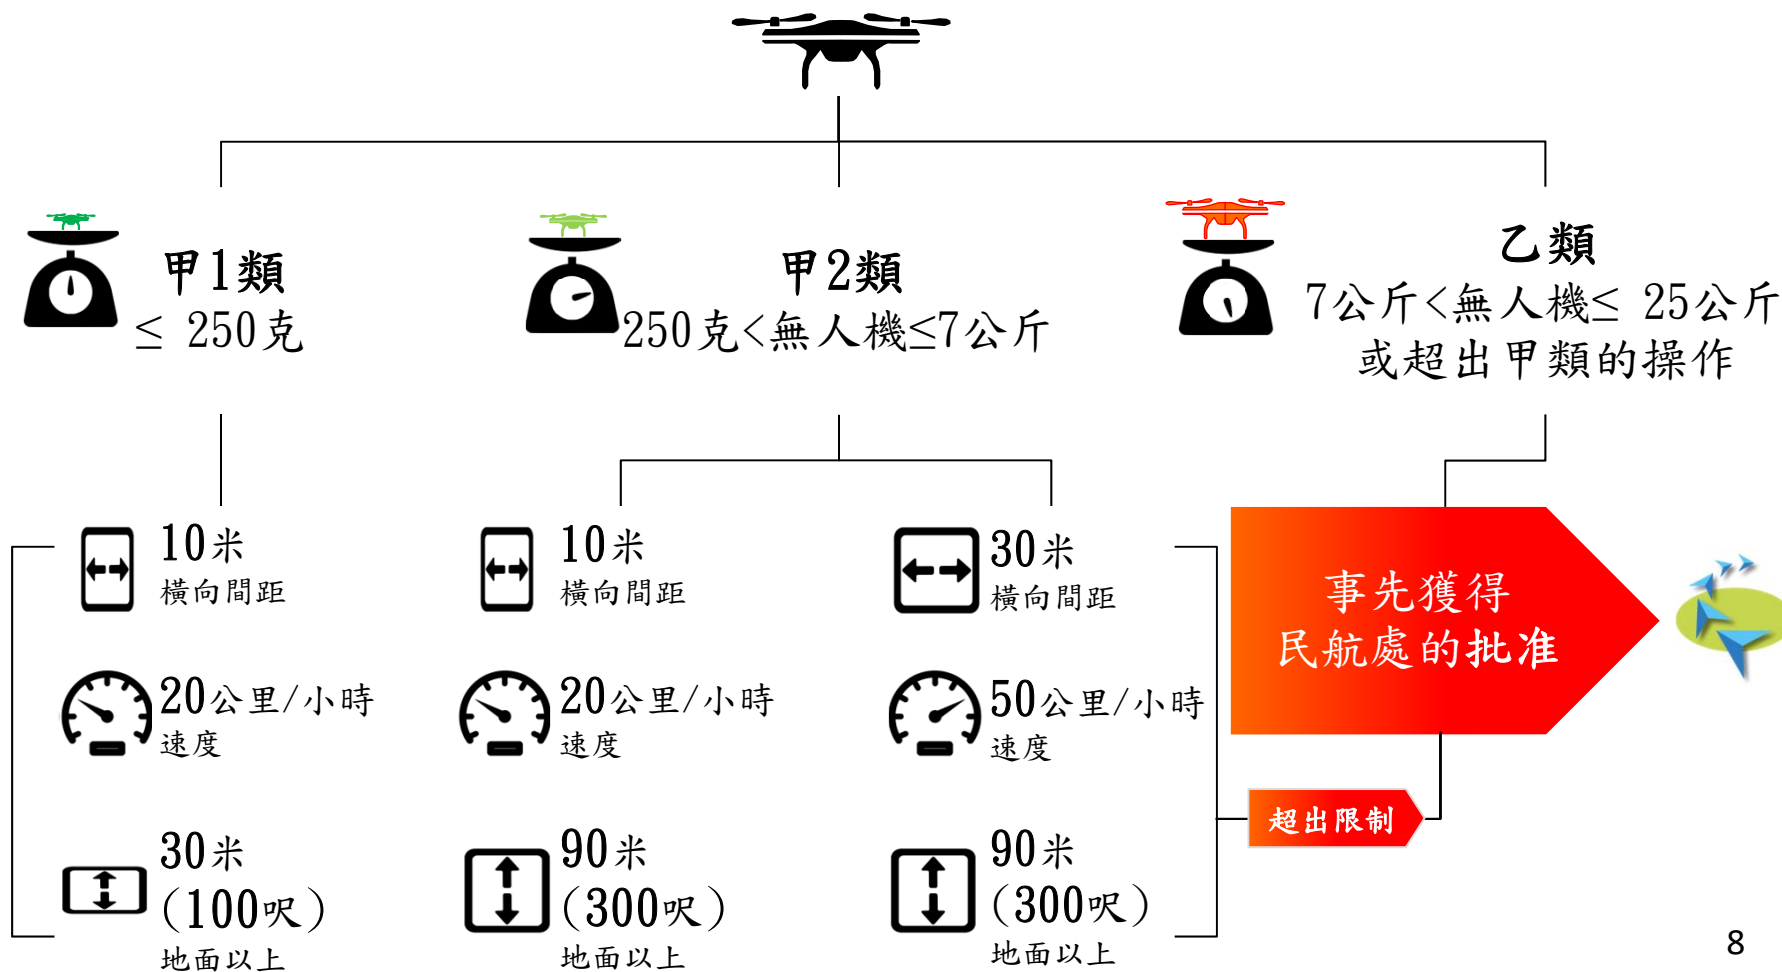 甲1類
≤ 250克
甲2類
250克<無人機≤7公斤
乙類
7公斤<無人機≤ 25公斤
或超出甲類的操作
10米
橫向間距
20公里/小時
速度
30米
(100呎)
地面以上
10米
橫向間距
20公里/小時
速度
90米
(300呎)
地面以上
30米
橫向間距
50公里/小時
速度
90米
(300呎)
地面以上
事先獲得
民航處的批准
超出限制
8